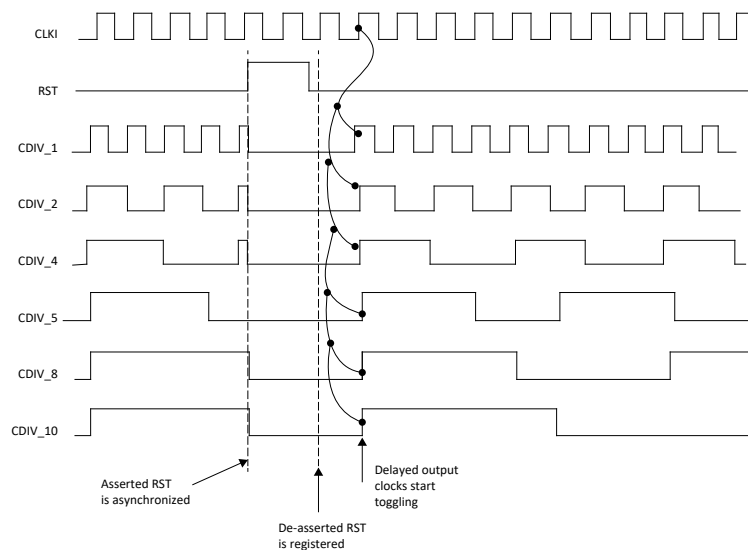 CLKI
RST
CDIV_1
CDIV_2
CDIV_4
CDIV_5
CDIV_8
CDIV_10
Asserted RST
is asynchronized
De-asserted RST
is registered
Delayed output
clocks start
toggling